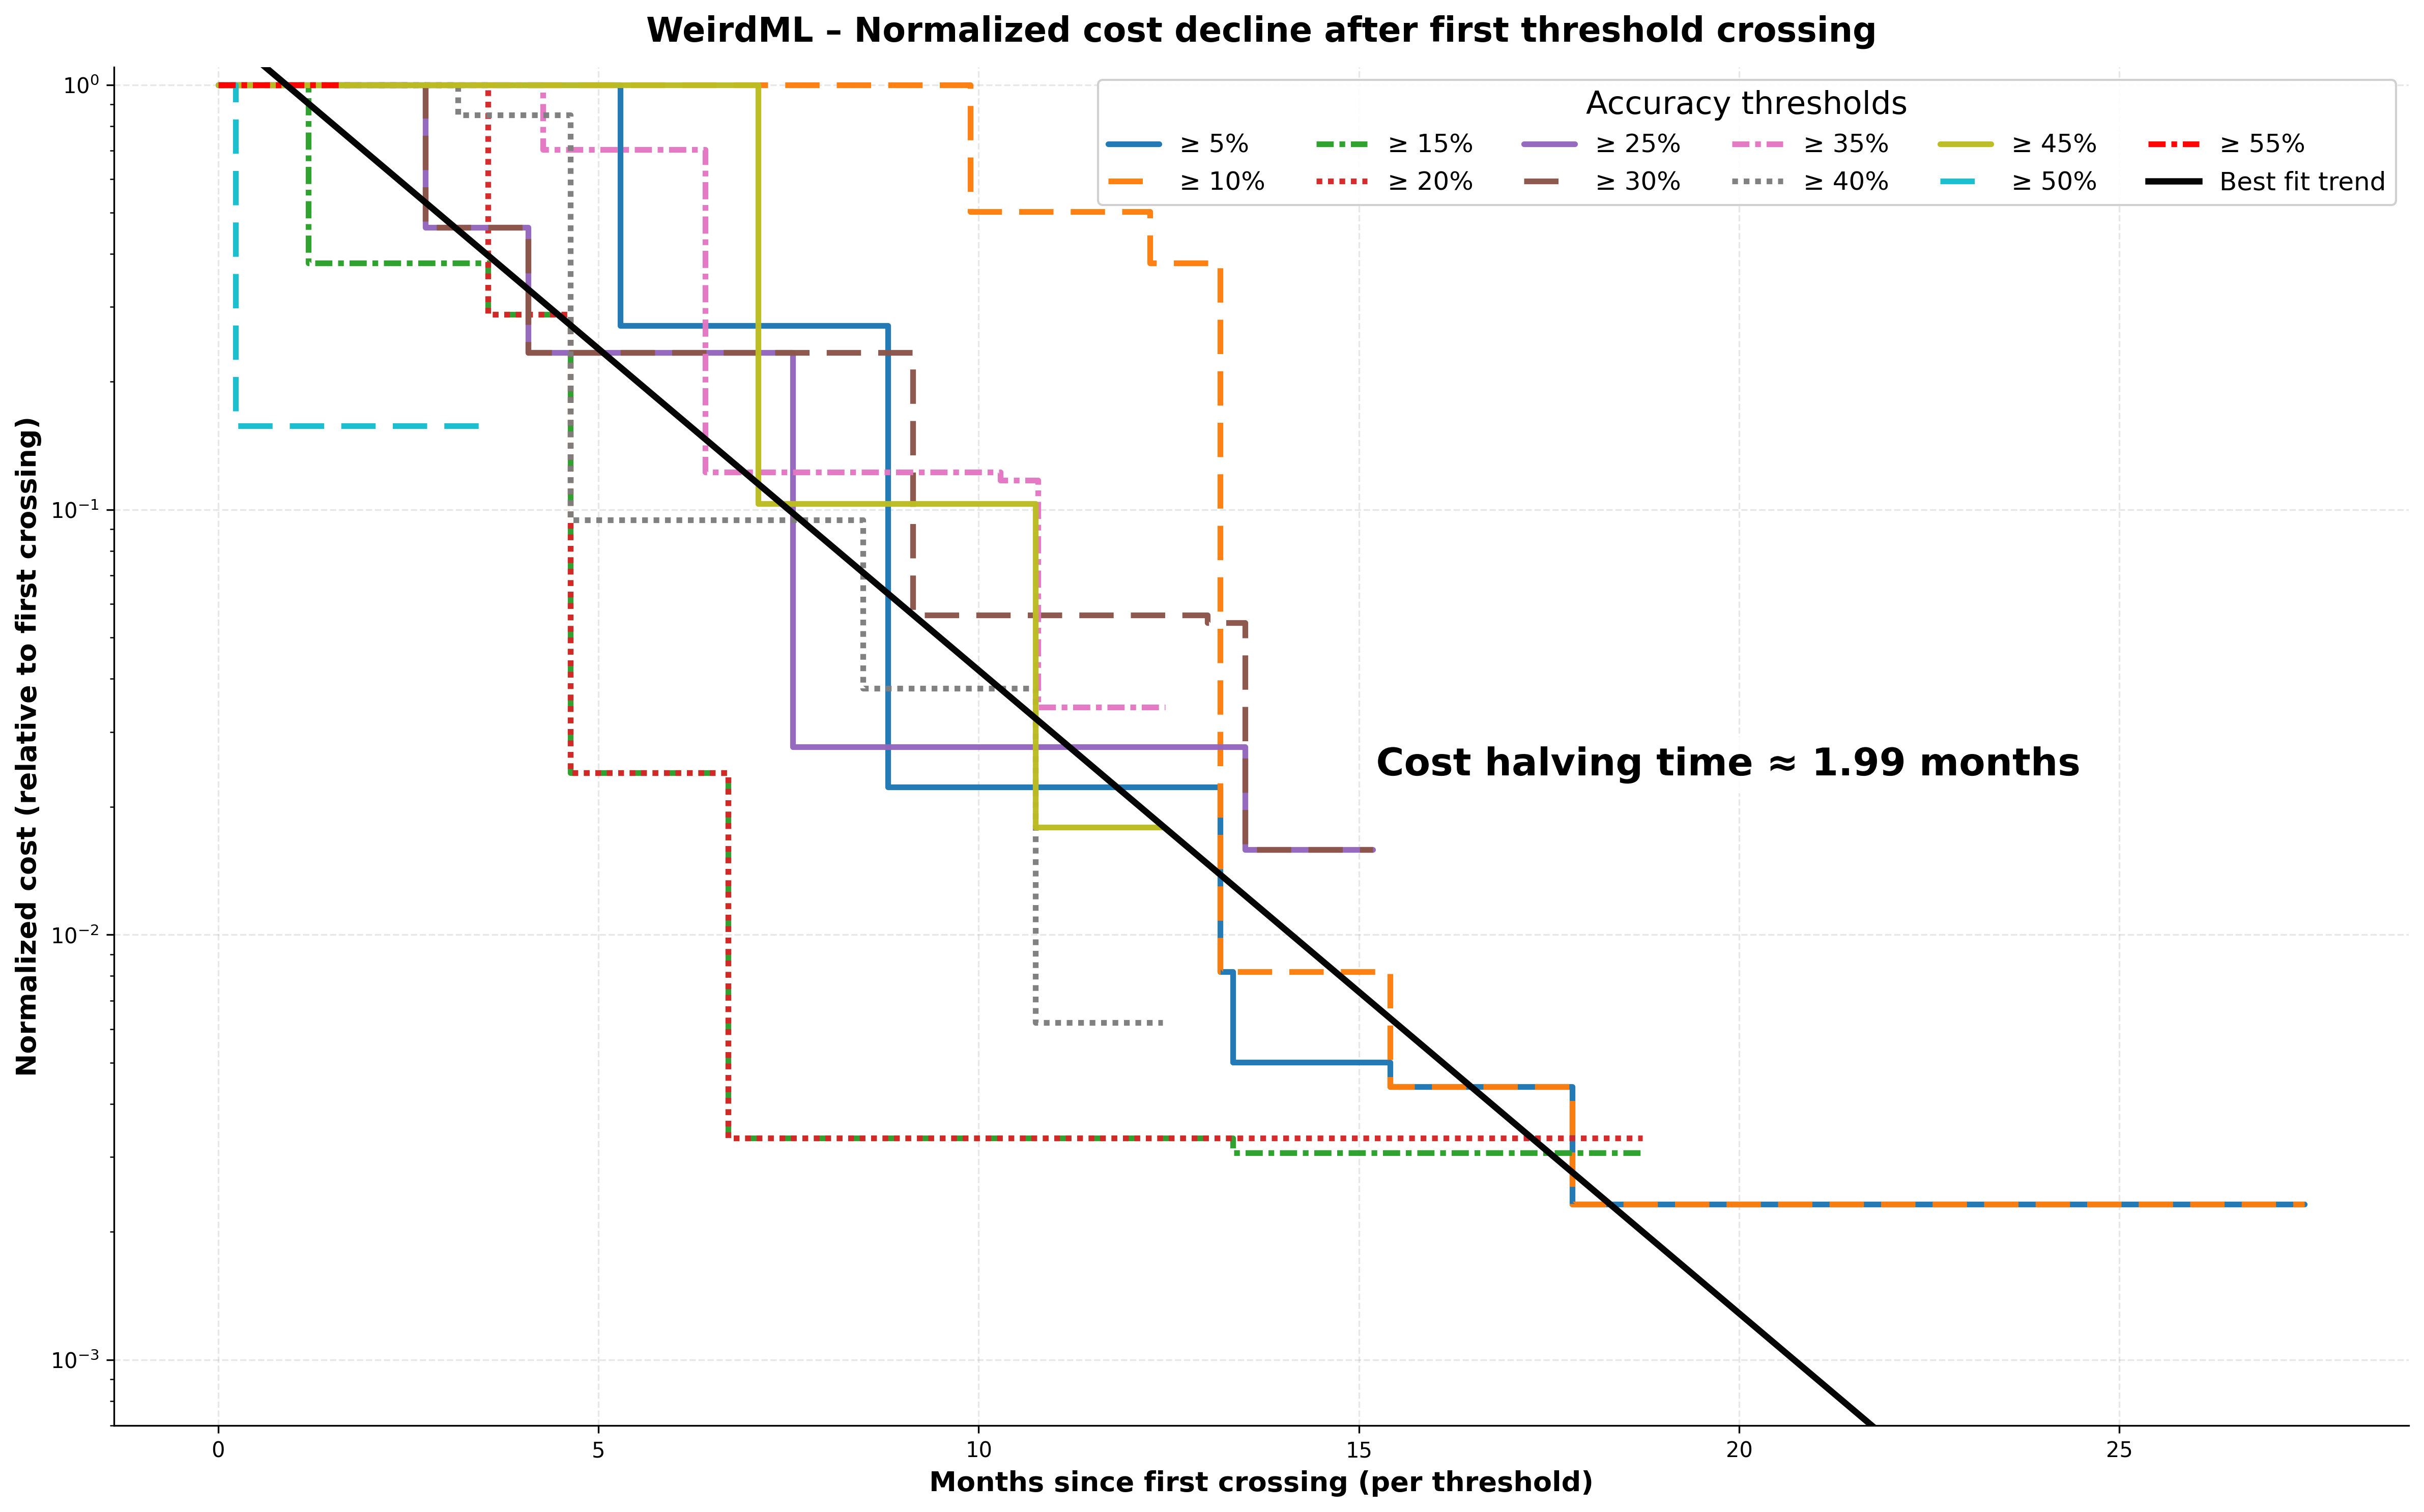 WeirdML – Normalized cost decline after first threshold crossing
Accuracy thresholds
≥ 5%
≥ 10%
≥ 15%
≥ 20%
≥ 25%
≥ 30%
≥ 35%
≥ 40%
≥ 45%
≥ 50%
≥ 55%
Best fit trend
Normalized cost (relative to first crossing)
10⁰
10⁻¹
10⁻²
10⁻³
Cost halving time ≈ 1.99 months
0 5 10 15 20 25
Months since first crossing (per threshold)